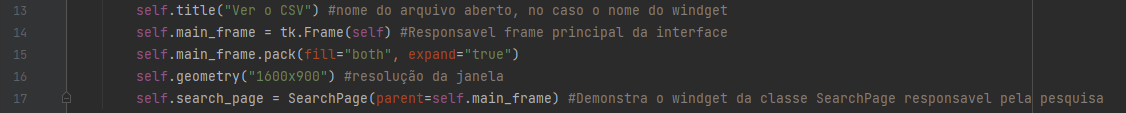 13 self.title("Ver o CSV") #nome do arquivo aberto, no caso o nome do windget
14 self.main_frame = tk.Frame(self) #Responsavel frame principal da interface
15 self.main_frame.pack(fill="both", expand="true")
16 self.geometry("1600x900") #resolução da janela
17 self.search_page = SearchPage(parent=self.main_frame) #Demonstra o windget da classe SearchPage responsavel pela pesquisa